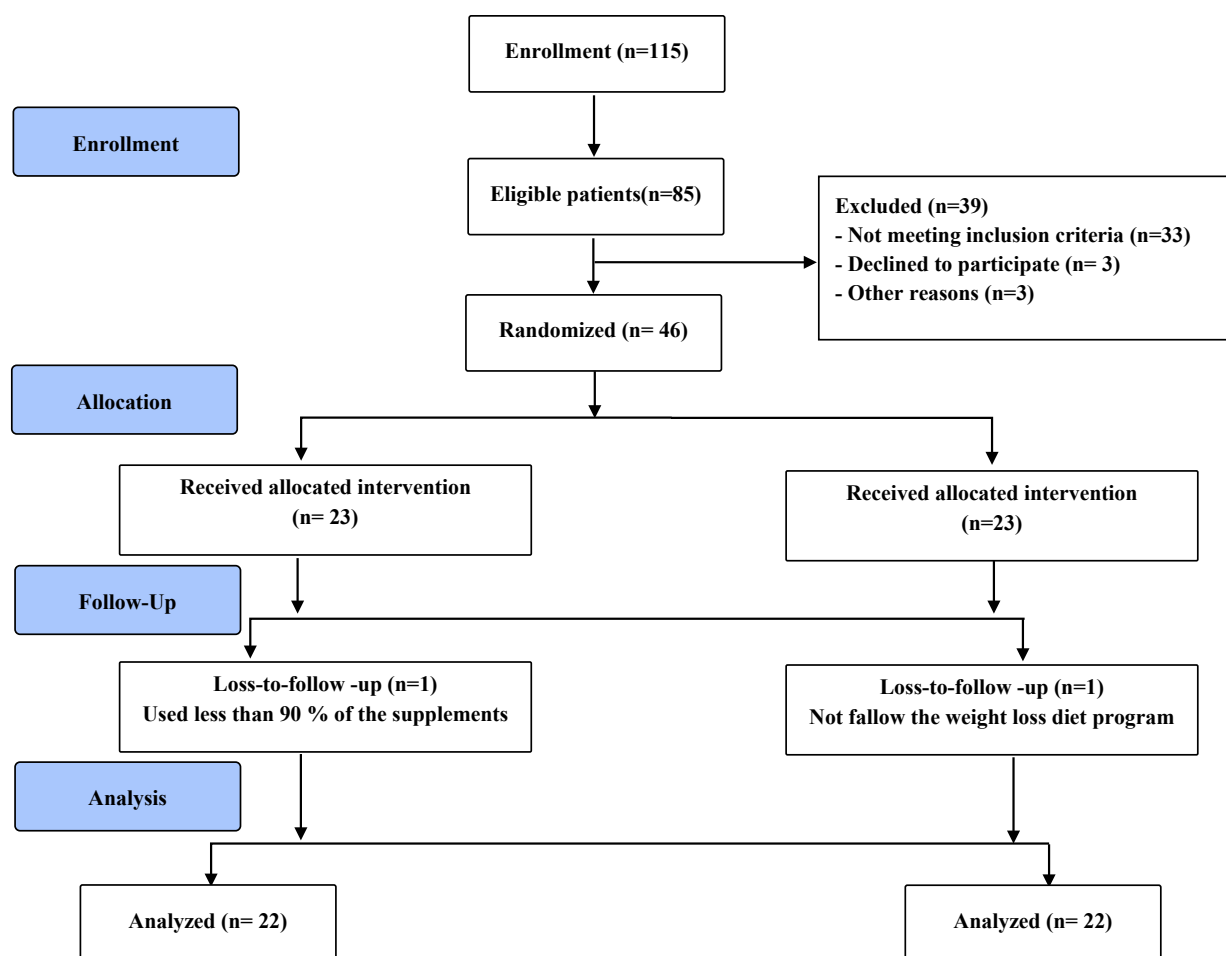 Enrollment (n=115)
Enrollment
Eligible patients(n=85)
Excluded (n=39)
- Not meeting inclusion criteria (n=33)
- Declined to participate (n= 3)
- Other reasons (n=3)
Randomized (n= 46)
Allocation
Received allocated intervention
(n= 23)
Received allocated intervention
(n=23)
Follow-Up
Loss-to-follow -up (n=1)
Used less than 90 % of the supplements
Loss-to-follow -up (n=1)
Not fallow the weight loss diet program
Analysis
Analyzed (n= 22)
Analyzed (n= 22)